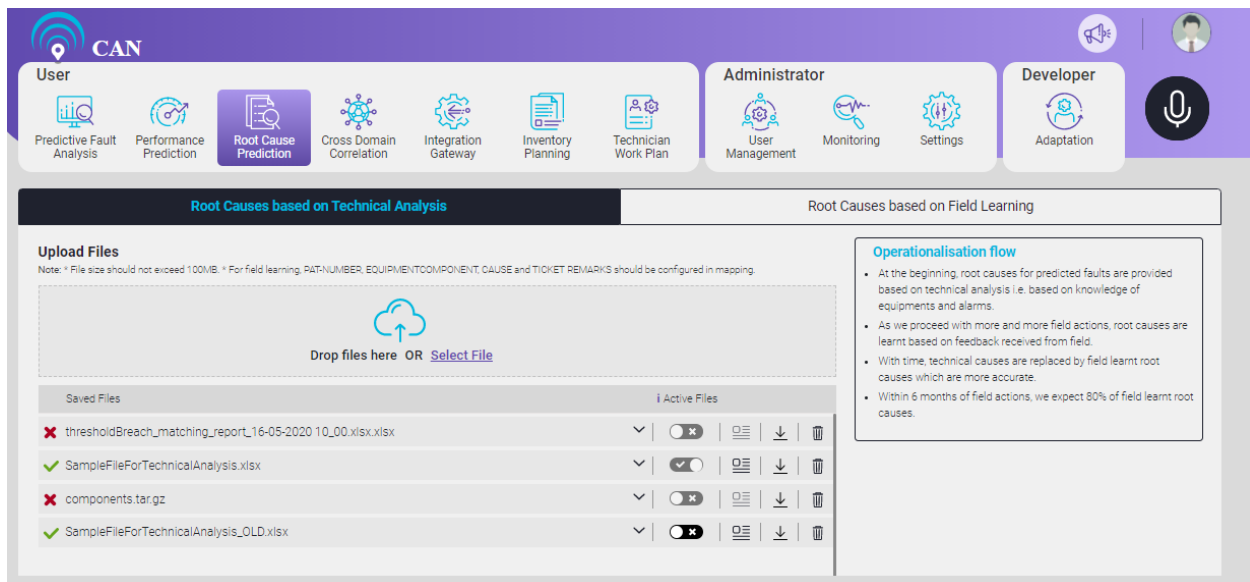 CAN
User
Administrator
Developer
Predictive Fault
Analysis
Performance
Prediction
Root Cause
Prediction
Cross Domain
Correlation
Integration
Gateway
Inventory
Planning
Technician
Work Plan
User
Management
Monitoring
Settings
Adaptation
Root Causes based on Technical Analysis
Root Causes based on Field Learning
Upload Files
Note: * File size should not exceed 100MB. * For field learning, PAT-NUMBER, EQUIPMENTCOMPONENT, CAUSE and TICKET REMARKS should be configured in mapping.
Drop files here OR Select File
Saved Files
i Active Files
thresholdBreach_matching_report_16-05-2020 10_00.xlsx.xlsx
SampleFileForTechnicalAnalysis.xlsx
components.tar.gz
SampleFileForTechnicalAnalysis_OLD.xlsx
Operationalisation flow
• At the beginning, root causes for predicted faults are provided
based on technical analysis i.e. based on knowledge of
equipments and alarms.
• As we proceed with more and more field actions, root causes are
learnt based on feedback received from field.
• With time, technical causes are replaced by field learnt root
causes which are more accurate.
• Within 6 months of field actions, we expect 80% of field learnt root
causes.